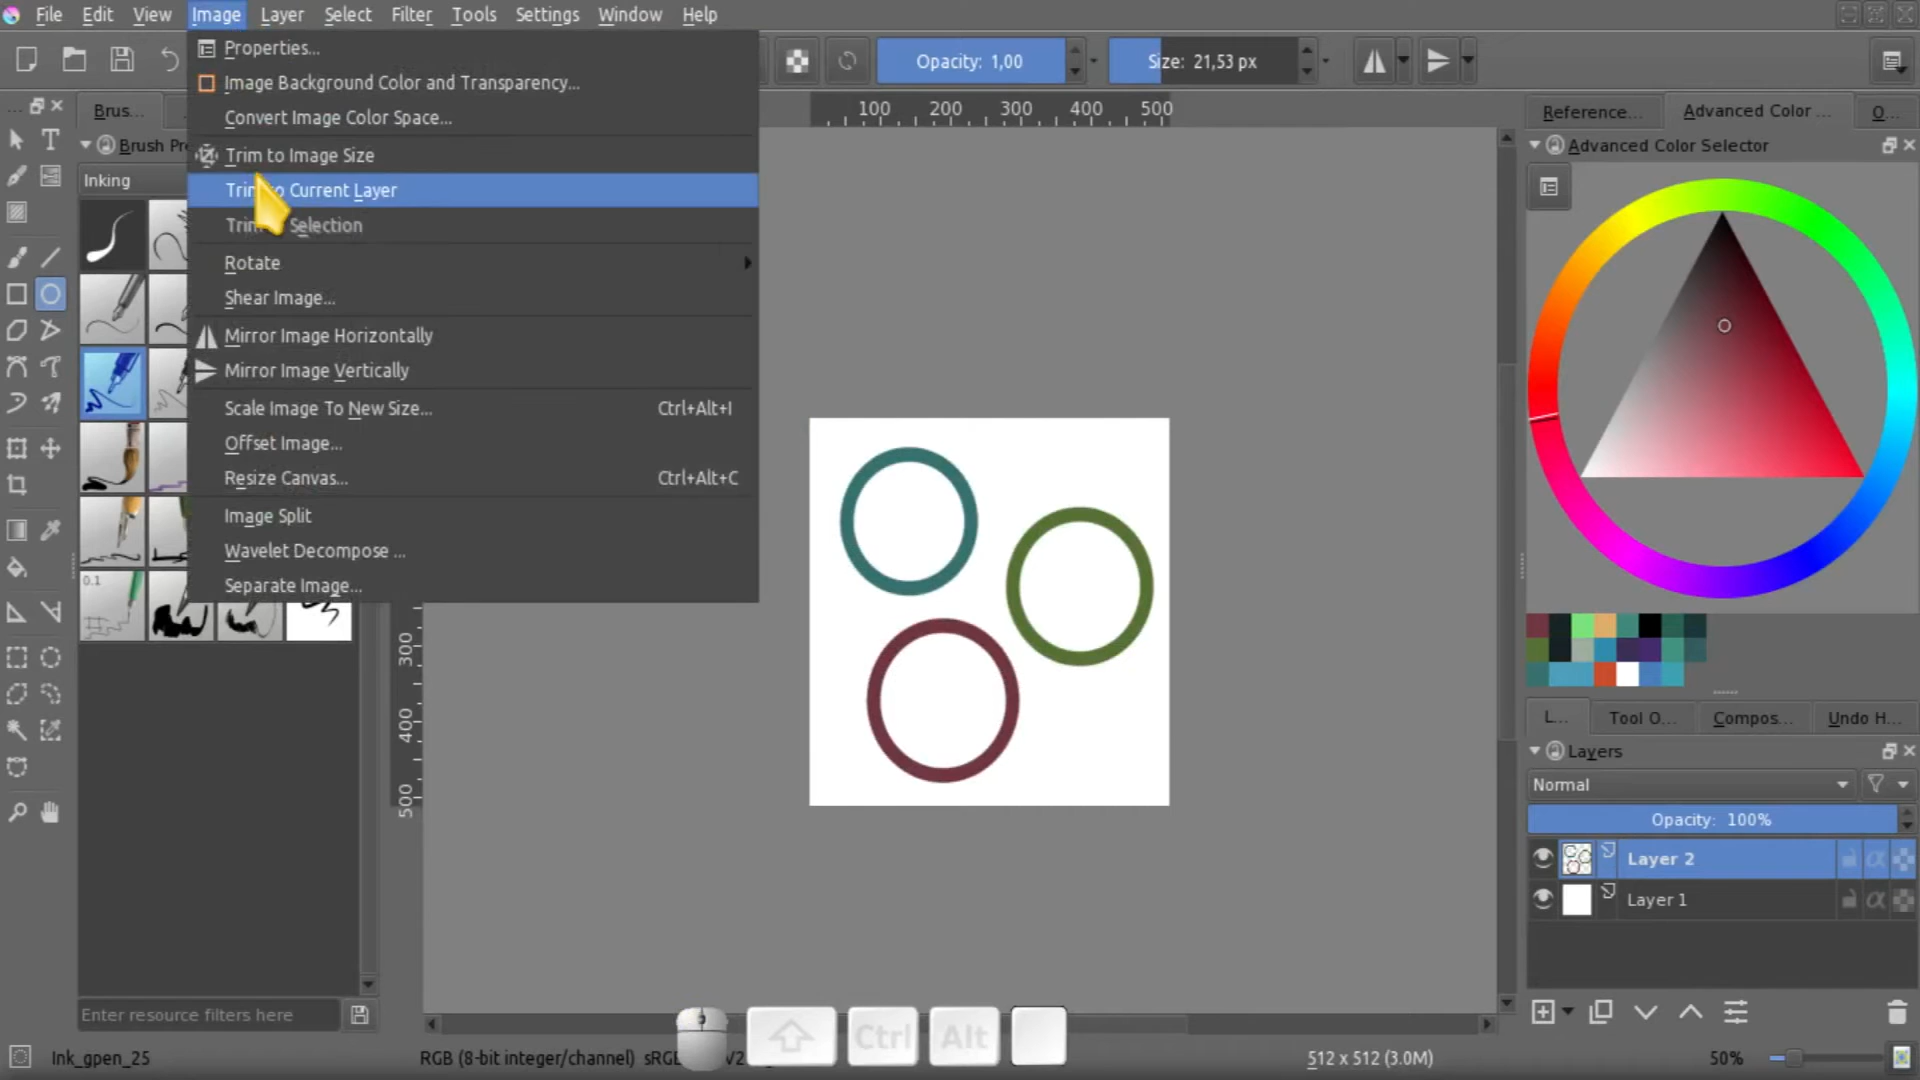 File Edit View Image Layer Select Filter Tools Settings Window Help
Opacity: 1,00
Size: 21,53 px
Properties...
Image Background Color and Transparency...
Convert Image Color Space...
Trim to Image Size
Current Layer
Selection
Rotate
Shear Image...
Mirror Image Horizontally
Mirror Image Vertically
Scale Image To New Size... Ctrl+Alt+I
Offset Image...
Resize Canvas... Ctrl+Alt+C
Image Split
Wavelet Decompose ...
Separate Image...
Brus...
Brush
Inking
0.1
Enter resource filters here
Ink_gpen_25
100 200 300 400 500
300
400
500
Reference... Advanced Color ... O...
Advanced Color Selector
L... Tool O... Compos... Undo H...
Layers
Normal
Opacity: 100%
Layer 2
Layer 1
Ctrl Alt
RGB (8-bit integer/channel)
512 x 512 (3.0M)
50%